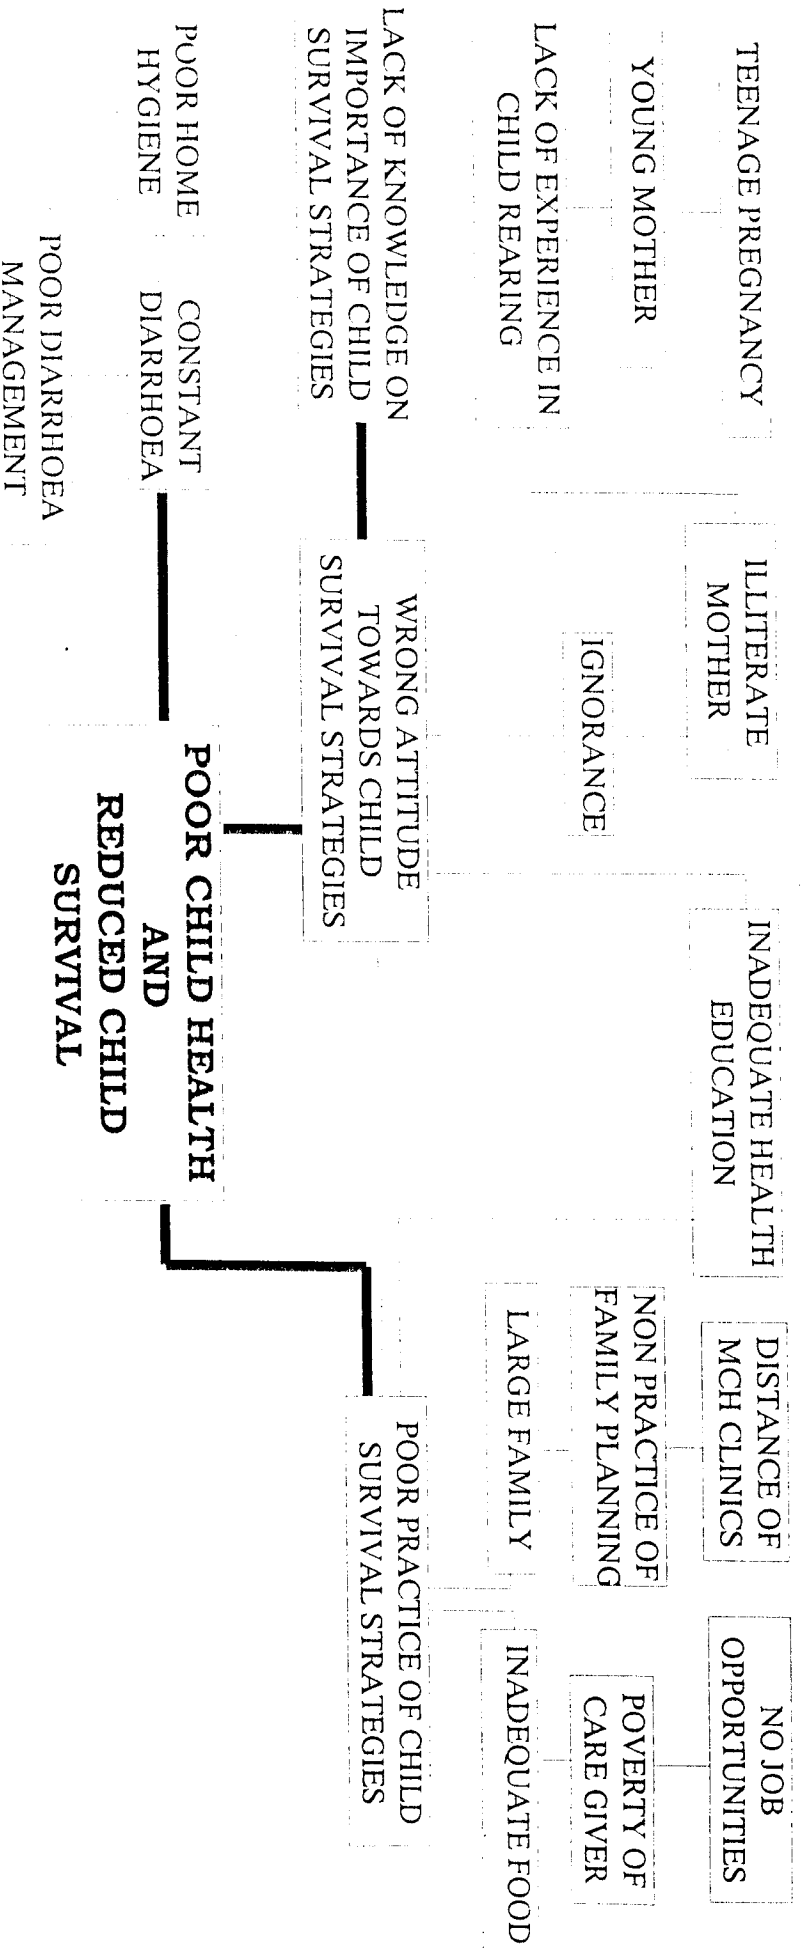 TEENAGE PREGNANCY
YOUNG MOTHER
LACK OF EXPERIENCE IN
CHILD REARING
ILLITERATE
MOTHER
IGNORANCE
INADEQUATE HEALTH
EDUCATION
DISTANCE OF
MCH CLINICS
NON PRACTICE OF
FAMILY PLANNING
LARGE FAMILY
NO JOB
OPPORTUNITIES
POVERTY OF
CARE GIVER
INADEQUATE FOOD
LACK OF KNOWLEDGE ON
IMPORTANCE OF CHILD
SURVIVAL STRATEGIES
WRONG ATTITUDE
TOWARDS CHILD
SURVIVAL STRATEGIES
POOR PRACTICE OF CHILD
SURVIVAL STRATEGIES
POOR HOME
HYGIENE
CONSTANT
DIARRHOEA
POOR DIARRHOEA
MANAGEMENT
POOR CHILD HEALTH
AND
REDUCED CHILD
SURVIVAL